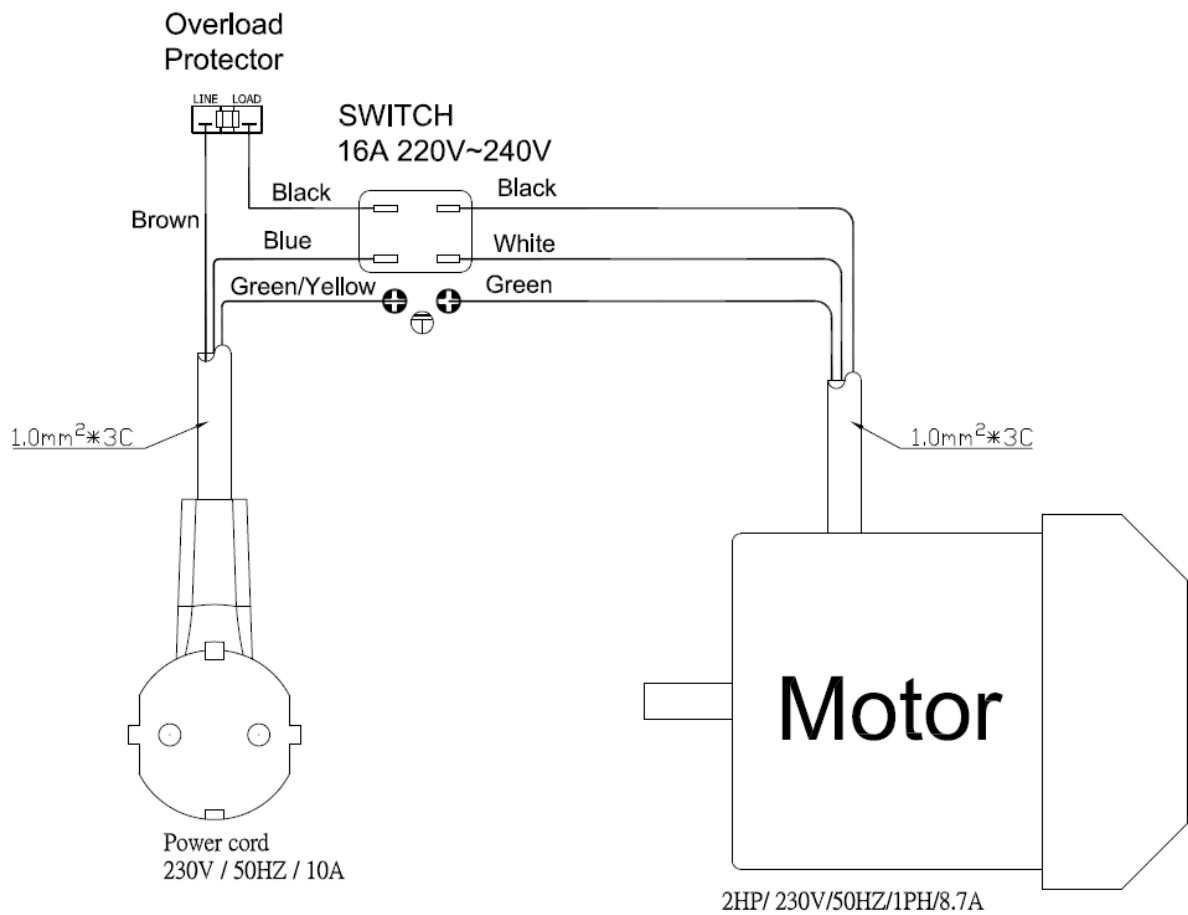 Overload
Protector
LINE LOAD
SWITCH
16A 220V~240V
Black
Black
Brown
Blue
White
Green/Yellow
Green
1.0mm²*3C
1.0mm²*3C
Motor
Power cord
230V / 50HZ / 10A
2HP/ 230V/50HZ/1PH/8.7A